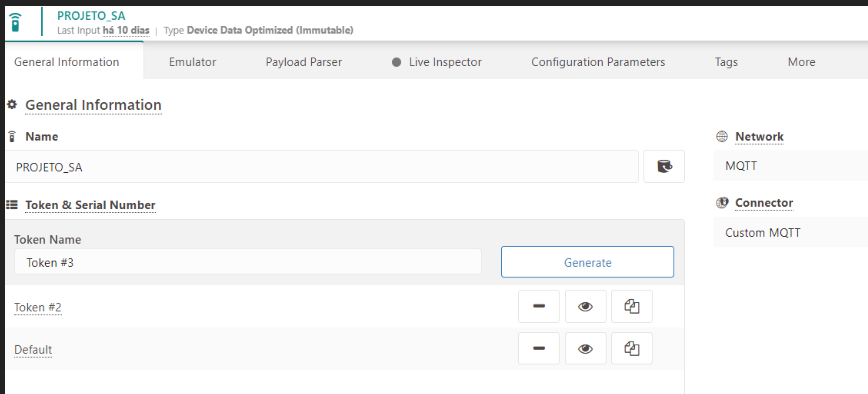 PROJETO_SA
Last Input há 10 dias | Type Device Data Optimized (Immutable)
General Information Emulator Payload Parser Live Inspector Configuration Parameters Tags More
General Information
Name
PROJETO_SA
Token & Serial Number
Token Name
Token #3 Generate
Token #2
Default
Network
MQTT
Connector
Custom MQTT